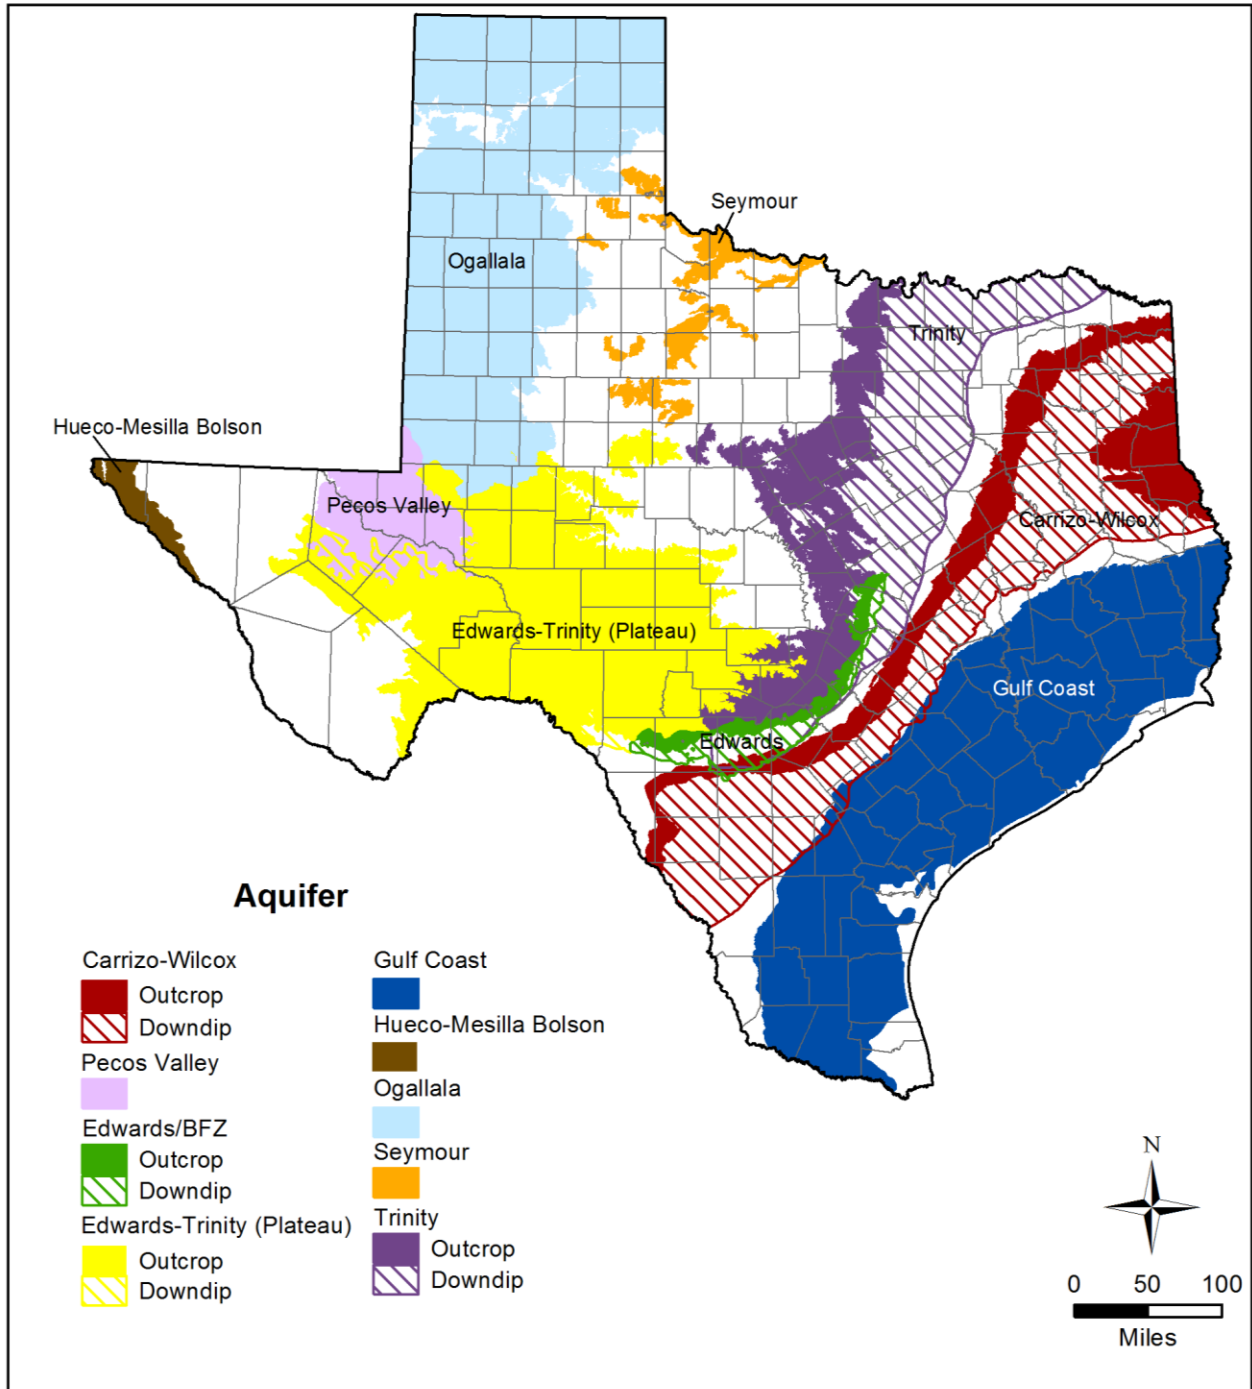 Seymour
Ogallala
Trinity
Hueco-Mesilla Bolson
Pecos Valley
Carrizo-Wilcox
Edwards-Trinity (Plateau)
Gulf Coast
Edwards
Aquifer
Carrizo-Wilcox
Outcrop
Downdip
Pecos Valley
Edwards/BFZ
Outcrop
Downdip
Edwards-Trinity (Plateau)
Outcrop
Downdip
Gulf Coast
Hueco-Mesilla Bolson
Ogallala
Seymour
Trinity
Outcrop
Downdip
N
0 50 100
Miles